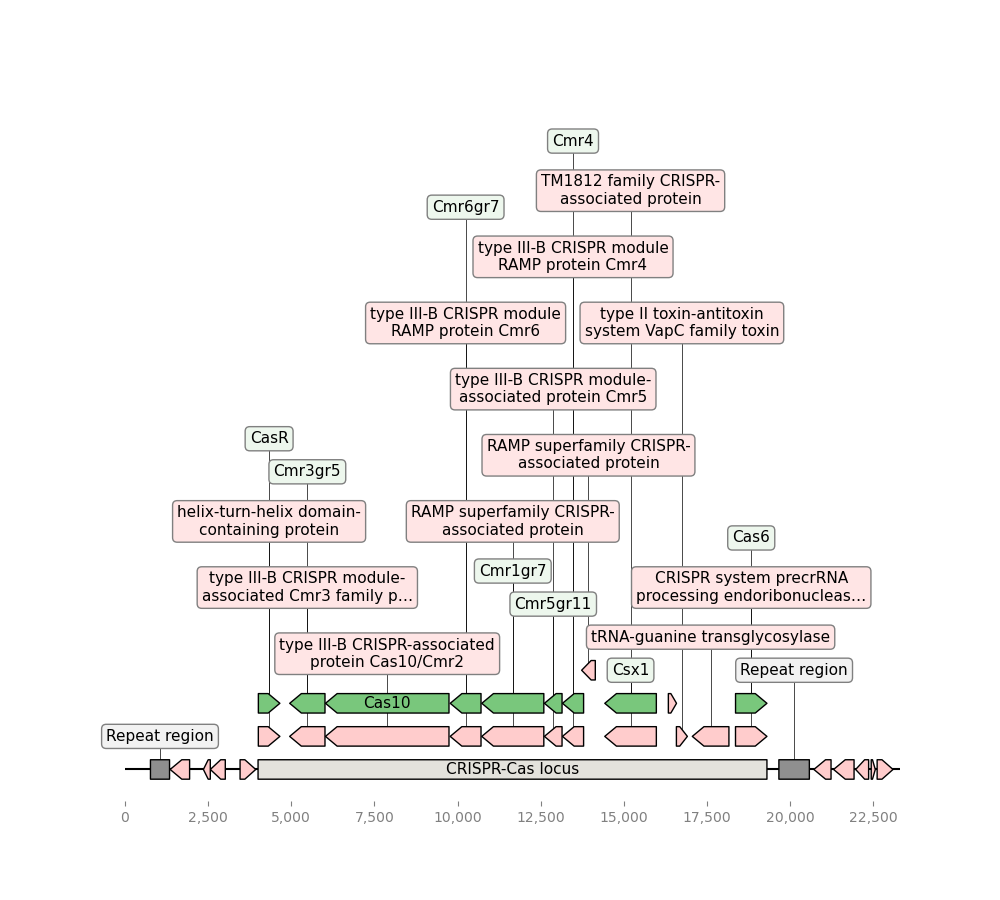 Cmr4
TM1812 family CRISPR-
associated protein
Cmr6gr7
type III-B CRISPR module
RAMP protein Cmr4
type III-B CRISPR module
RAMP protein Cmr6
type II toxin-antitoxin
system VapC family toxin
type III-B CRISPR module-
associated protein Cmr5
CasR
RAMP superfamily CRISPR-
associated protein
Cmr3gr5
helix-turn-helix domain-
containing protein
RAMP superfamily CRISPR-
associated protein
Cas6
Cmr1gr7
type III-B CRISPR module-
associated Cmr3 family p...
CRISPR system precrRNA
processing endoribonucleas...
Cmr5gr11
tRNA-guanine transglycosylase
type III-B CRISPR-associated
protein Cas10/Cmr2
Csx1
Repeat region
Cas10
Repeat region
CRISPR-Cas locus
0 2,500 5,000 7,500 10,000 12,500 15,000 17,500 20,000 22,500